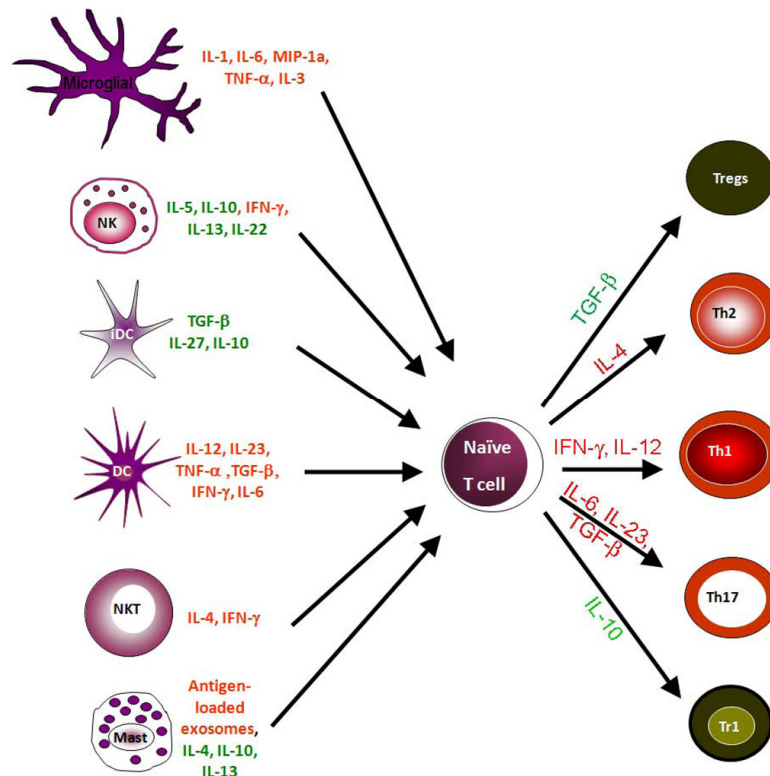 Microglial
IL-1, IL-6, MIP-1a,
TNF-α, IL-3
NK
IL-5, IL-10, IFN-γ,
IL-13, IL-22
iDC
TGF-β
IL-27, IL-10
DC
IL-12, IL-23,
TNF-α ,TGF-β,
IFN-γ, IL-6
NKT
IL-4, IFN-γ
Mast
Antigen-
loaded
exosomes,
IL-4, IL-10,
IL-13
Naïve
T cell
TGF-β
IL-4
IFN-γ, IL-12
IL-6, IL-23,
TGF-β
IL-10
Tregs
Th2
Th1
Th17
Tr1